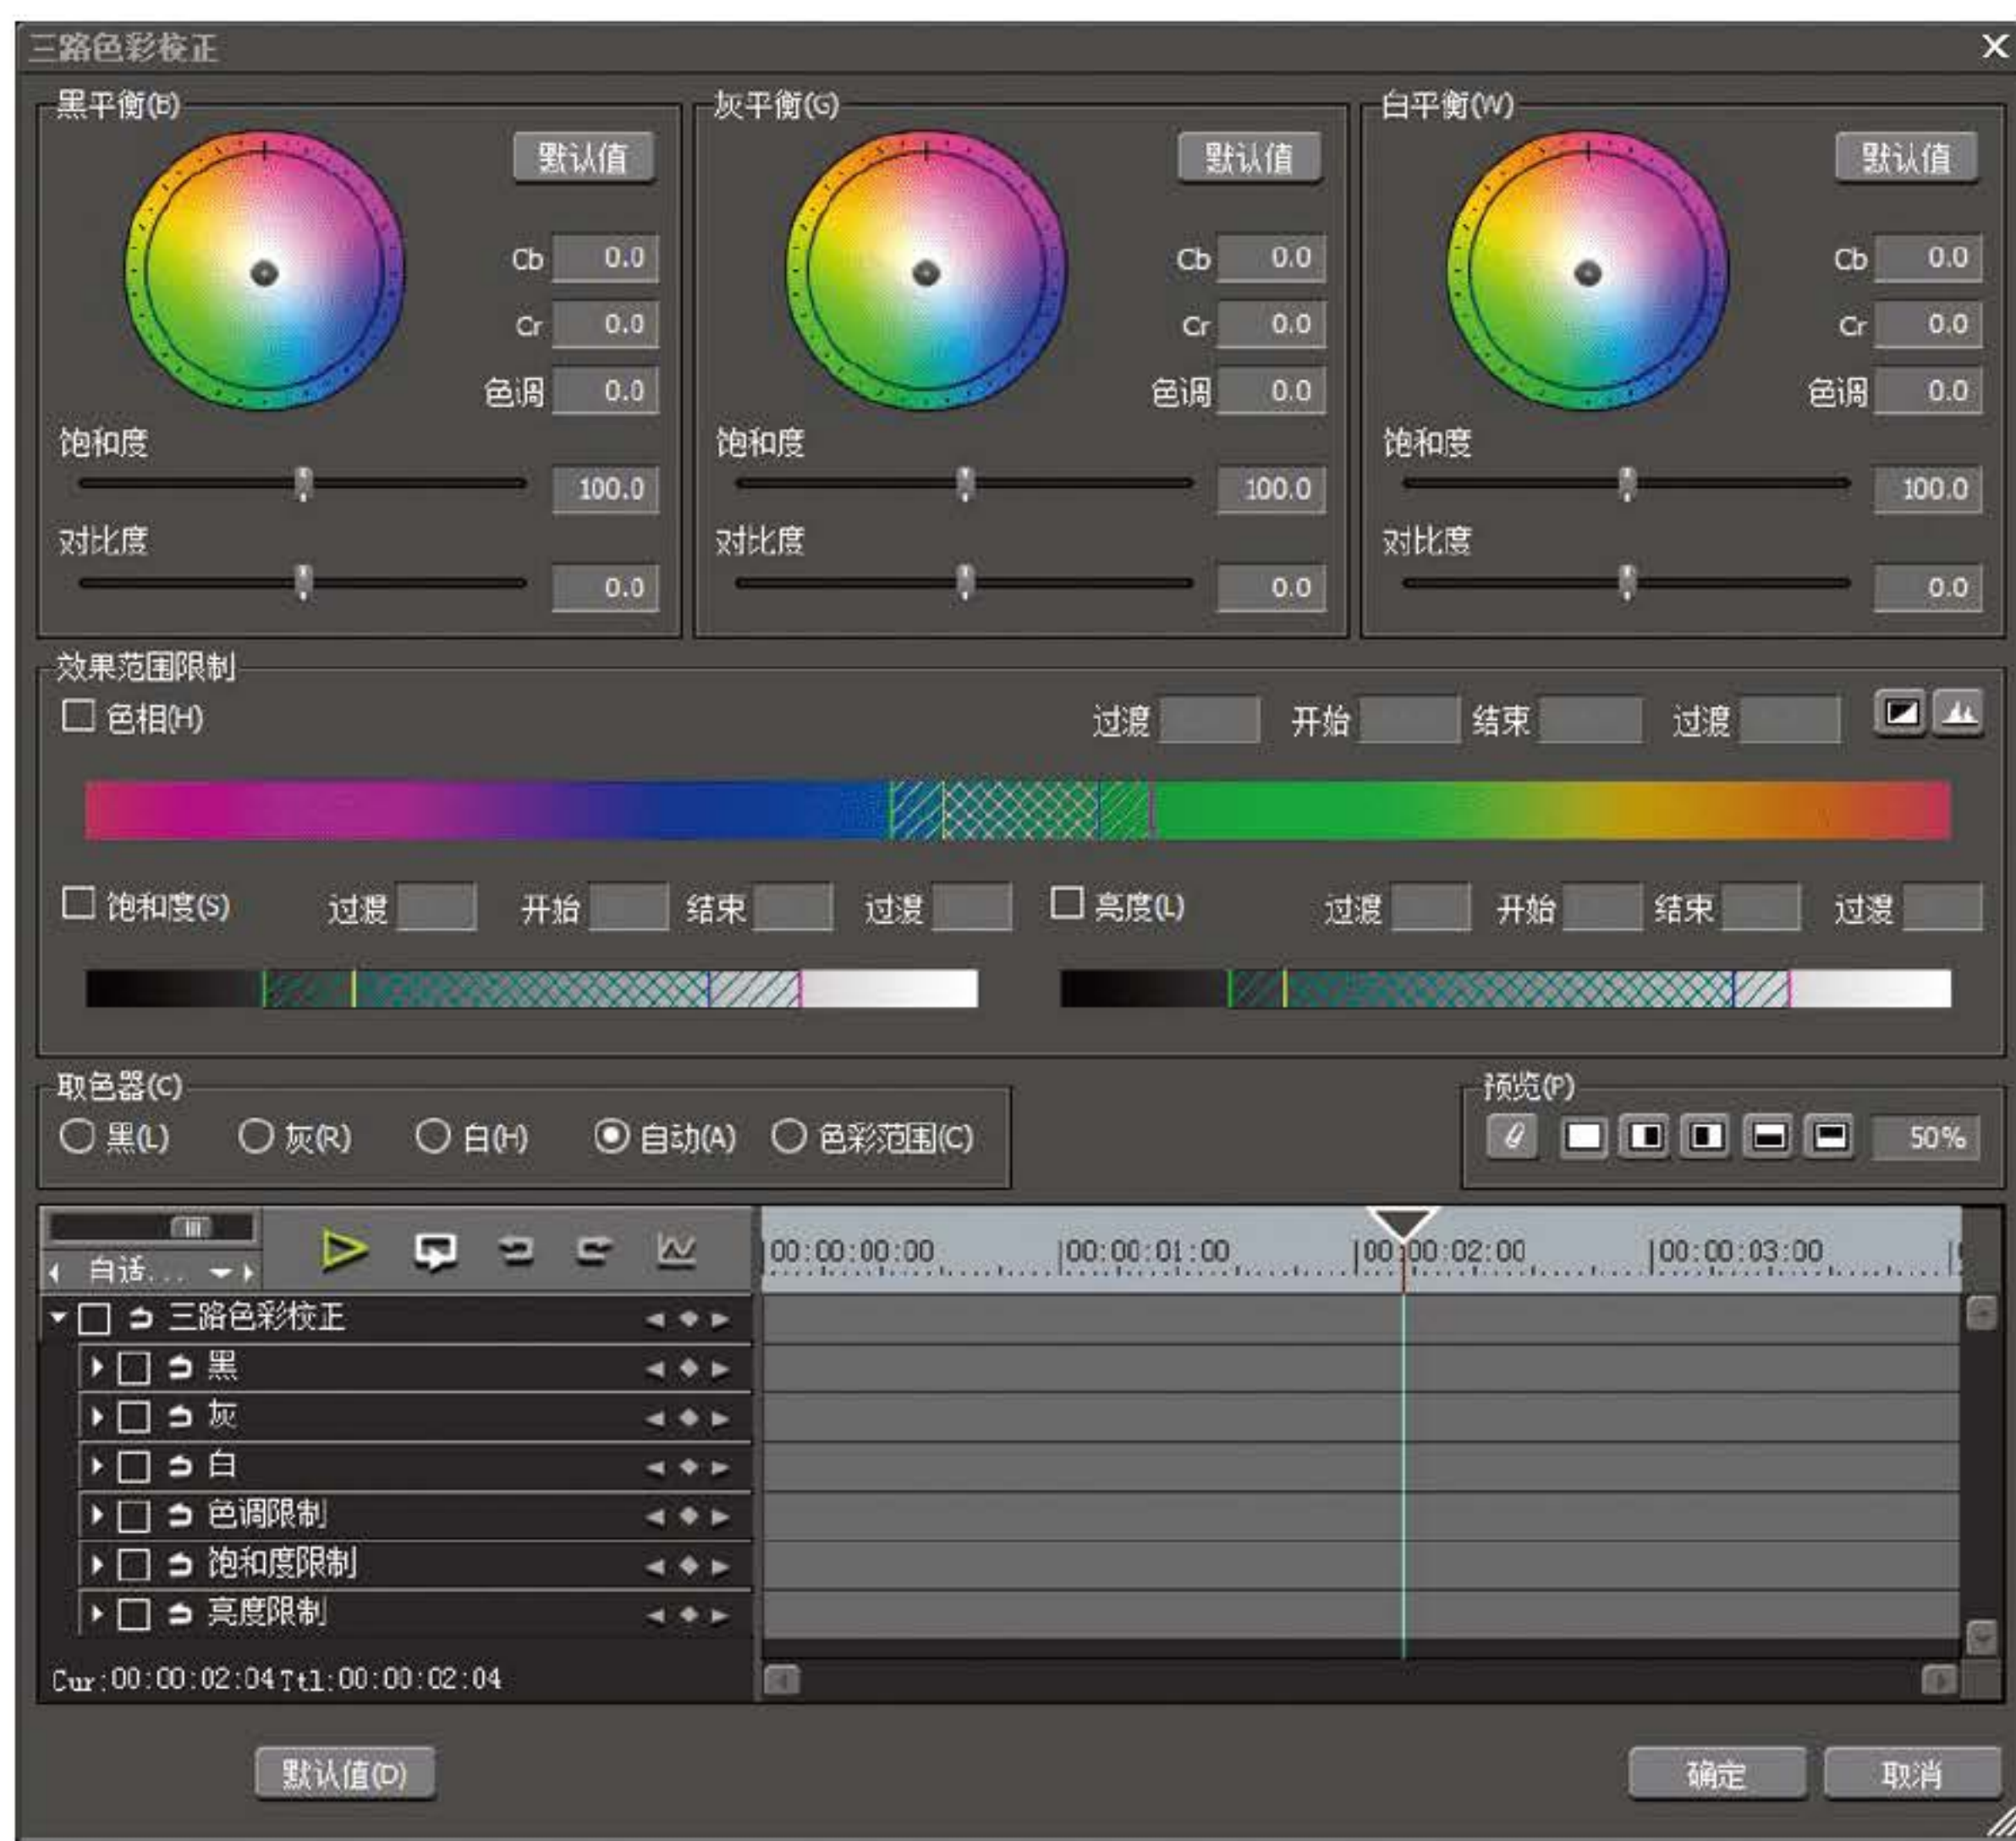 三路色彩校正
黑平衡(B)
默认值
Cb 0.0
Cr 0.0
色调 0.0
饱和度
100.0
对比度
0.0
灰平衡(G)
默认值
Cb 0.0
Cr 0.0
色调 0.0
饱和度
100.0
对比度
0.0
白平衡(W)
默认值
Cb 0.0
Cr 0.0
色调 0.0
饱和度
100.0
对比度
0.0
效果范围限制
色相(H) 过渡 开始 结束 过渡
饱和度(S) 过渡 开始 结束 过渡 亮度(L) 过渡 开始 结束 过渡
取色器(C)
黑(L) 灰(R) 白(H) 自动(A) 色彩范围(C)
预览(P)
50%
自适...
00:00:00:00 00:00:01:00 00:00:02:00 00:00:03:00
三路色彩校正
黑
灰
白
色调限制
饱和度限制
亮度限制
Cur:00:00:02:04 Ttl:00:00:02:04
默认值(D) 确定 取消